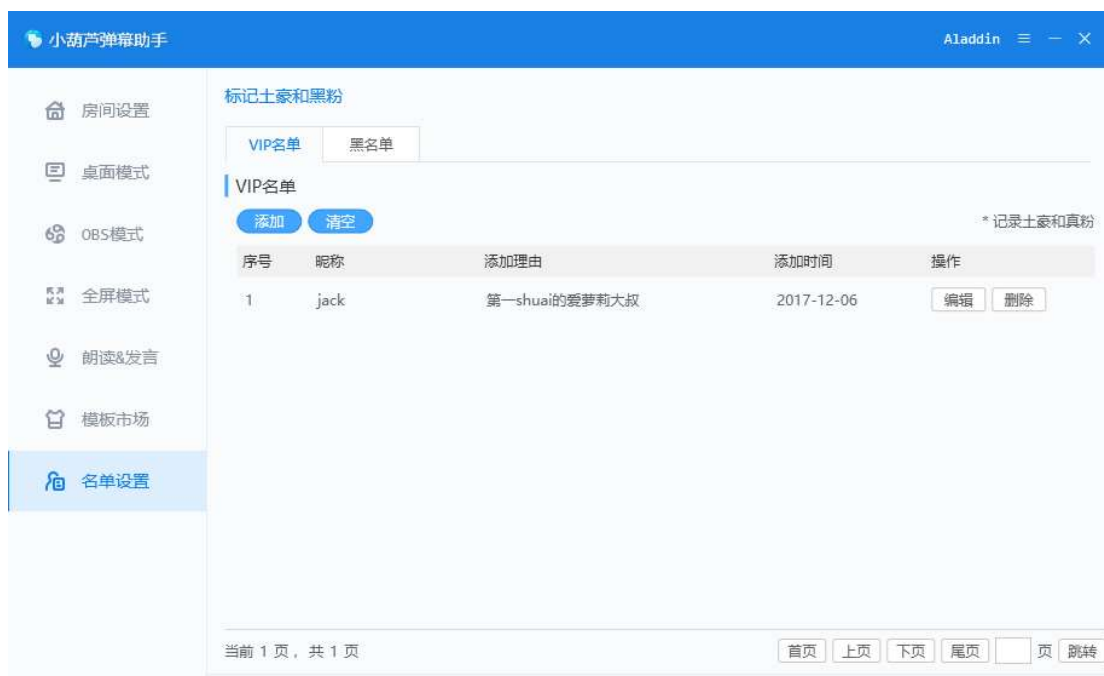 小葫芦弹幕助手 Aladdin
房间设置
桌面模式
OBS模式
全屏模式
朗读&发言
模板市场
名单设置
标记土豪和黑粉
VIP名单 黑名单
VIP名单
添加 清空 * 记录土豪和真粉
序号 昵称 添加理由 添加时间 操作
1 jack 第一shuai的爱萝莉大叔 2017-12-06 编辑 删除
当前 1 页，共 1 页 首页 上页 下页 尾页 页 跳转